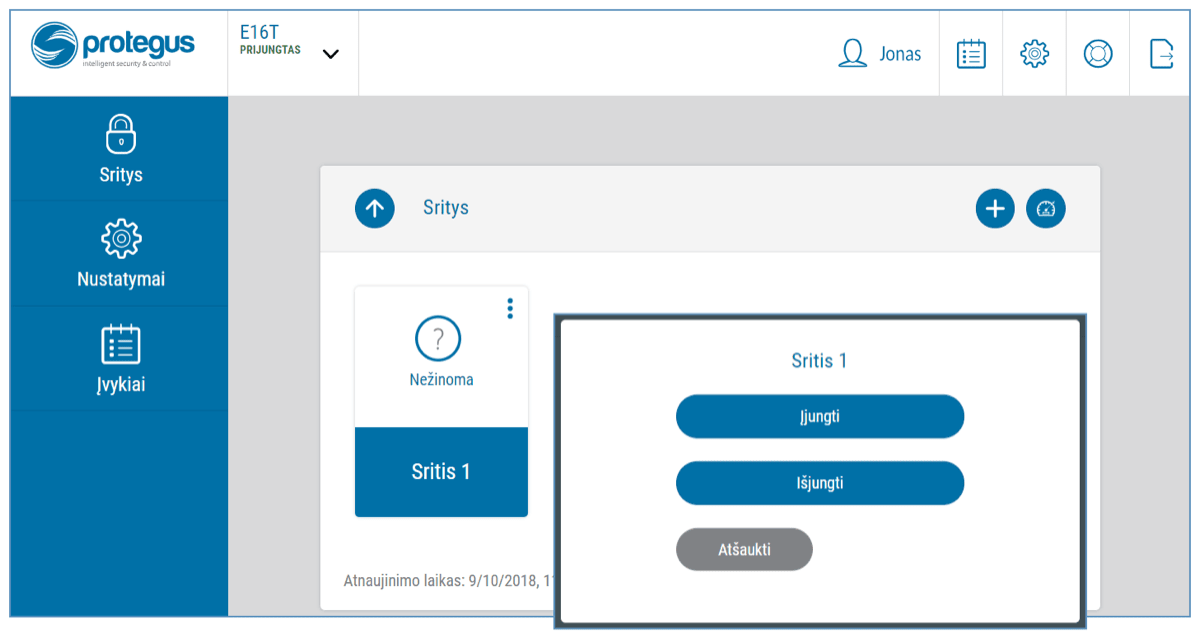 protegus
intelligent security & control
E16T
PRIJUNGTAS
Jonas
Sritys
Nustatymai
Įvykiai
Sritys
?
Nežinoma
Sritis 1
Atnaujinimo laikas: 9/10/2018, 1
Sritis 1
Įjungti
Išjungti
Atšaukti